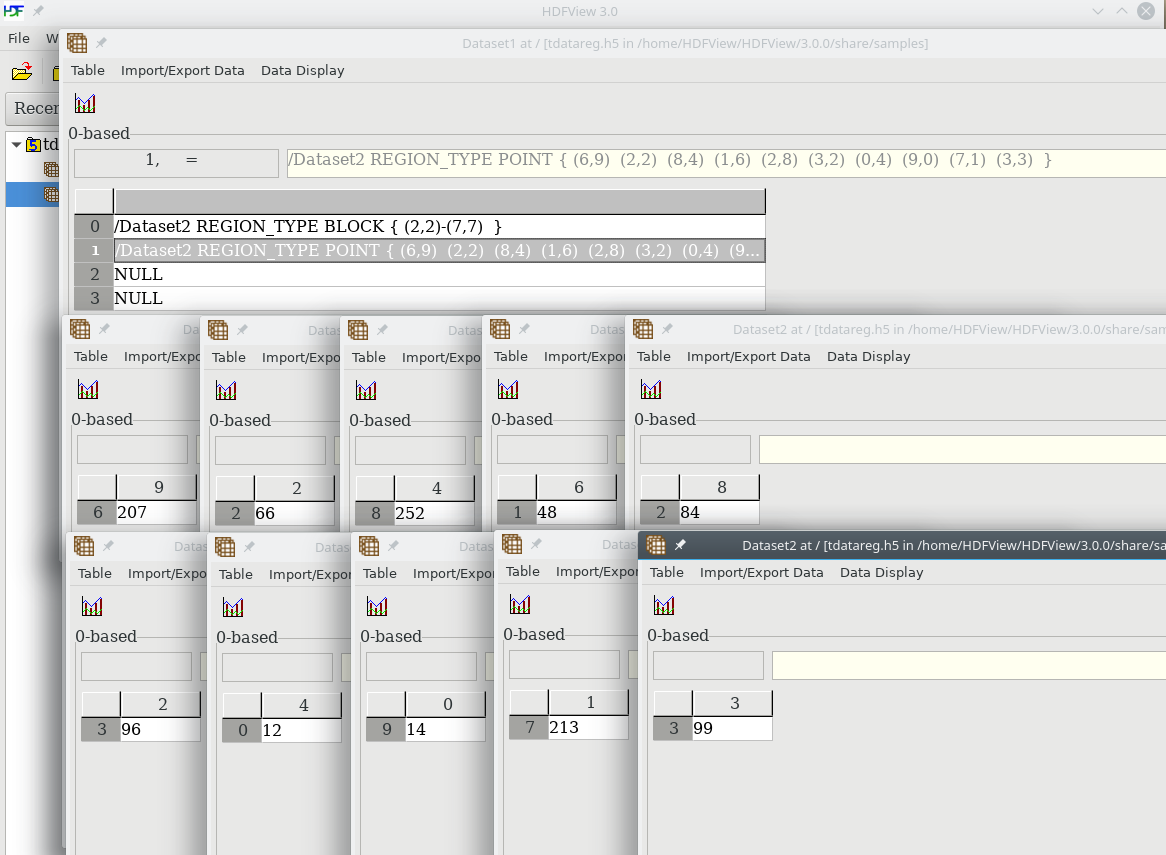 HDF HDFView 3.0
File W
Dataset1 at / [tdatareg.h5 in /home/HDFView/HDFView/3.0.0/share/samples]
Table Import/Export Data Data Display
Recen
0-based
5 td
1, = /Dataset2 REGION_TYPE POINT { (6,9) (2,2) (8,4) (1,6) (2,8) (3,2) (0,4) (9,0) (7,1) (3,3) }
0 /Dataset2 REGION_TYPE BLOCK { (2,2)-(7,7) }
1 /Dataset2 REGION_TYPE POINT { (6,9) (2,2) (8,4) (1,6) (2,8) (3,2) (0,4) (9...
2 NULL
3 NULL
Da
Table Import/Expo
0-based
9
6 207
Datas
Table Import/Expo
0-based
2
2 66
Datas
Table Import/Expo
0-based
4
8 252
Datas
Table Import/Expor
0-based
6
1 48
Dataset2 at / [tdatareg.h5 in /home/HDFView/HDFView/3.0.0/share/sam
Table Import/Export Data Data Display
0-based
8
2 84
Datas
Table Import/Expo
0-based
2
3 96
Datas
Table Import/Expor
0-based
4
0 12
Datas
Table Import/Expor
0-based
0
9 14
Datas
Table Import/Expor
0-based
1
7 213
Dataset2 at / [tdatareg.h5 in /home/HDFView/HDFView/3.0.0/share/sa
Table Import/Export Data Data Display
0-based
3
3 99